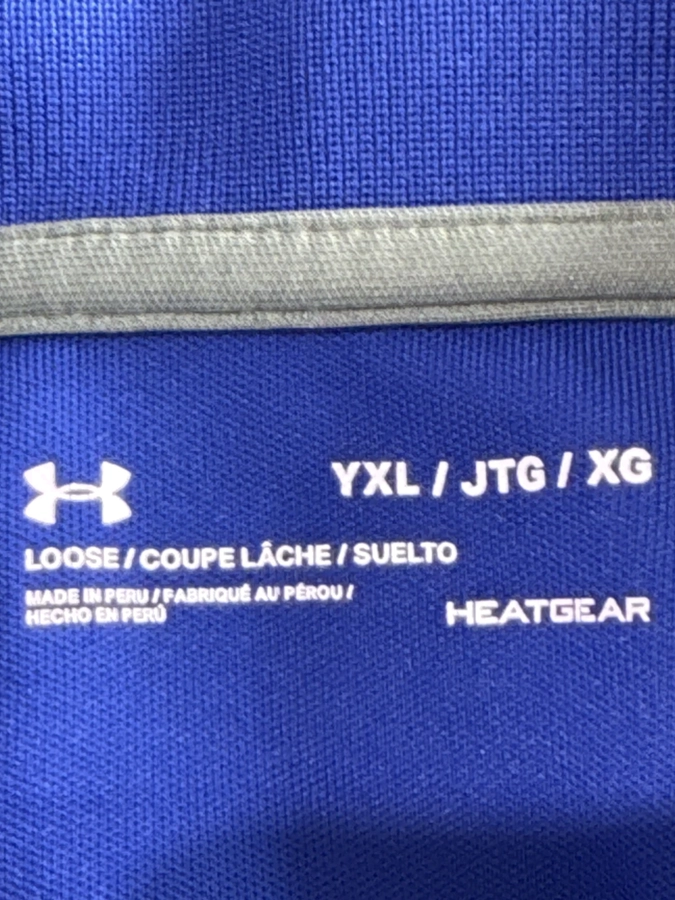 YXL / JTG / XG
LOOSE / COUPE LÂCHE / SUELTO
MADE IN PERU / FABRIQUÉ AU PÉROU /
HECHO EN PERÚ
HEATGEAR